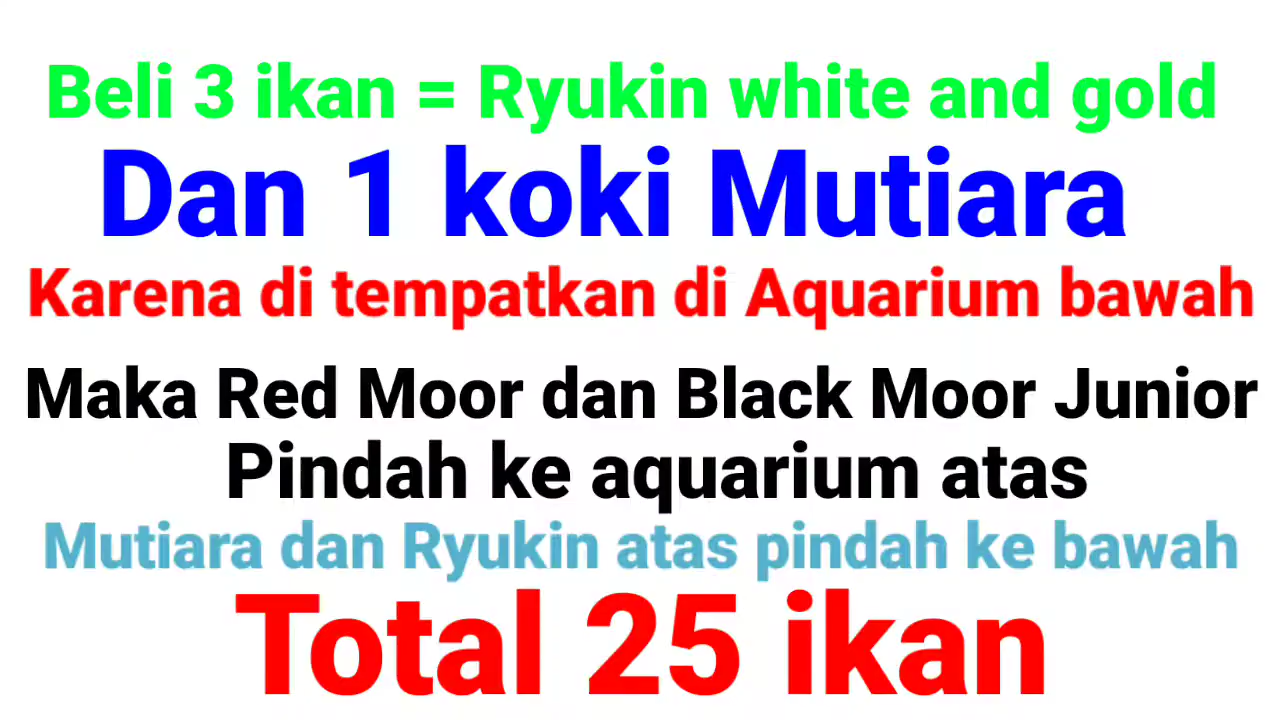 Beli 3 ikan = Ryukin white and gold
Dan 1 koki Mutiara
Karena di tempatkan di Aquarium bawah
Maka Red Moor dan Black Moor Junior
Pindah ke aquarium atas
Mutiara dan Ryukin atas pindah ke bawah
Total 25 ikan